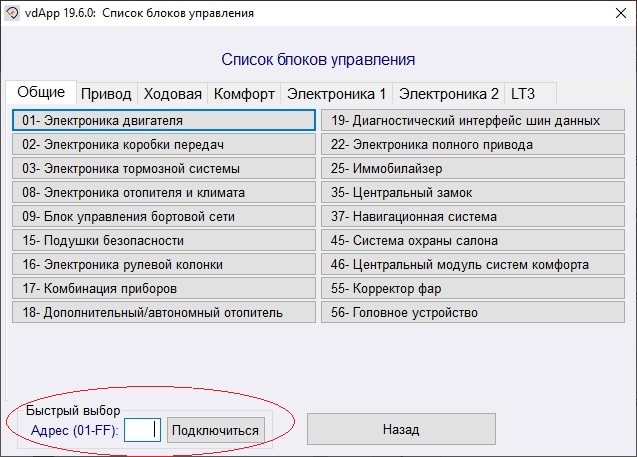 vdApp 19.6.0:  Список блоков управления
Список блоков управления
Общие Привод Ходовая Комфорт Электроника 1 Электроника 2 LT3
01- Электроника двигателя
02- Электроника коробки передач
03- Электроника тормозной системы
08- Электроника отопителя и климата
09- Блок управления бортовой сети
15- Подушки безопасности
16- Электроника рулевой колонки
17- Комбинация приборов
18- Дополнительный/автономный отопитель
19- Диагностический интерфейс шин данных
22- Электроника полного привода
25- Иммобилайзер
35- Центральный замок
37- Навигационная система
45- Система охраны салона
46- Центральный модуль систем комфорта
55- Корректор фар
56- Головное устройство
Быстрый выбор
Адрес (01-FF): Подключиться
Назад